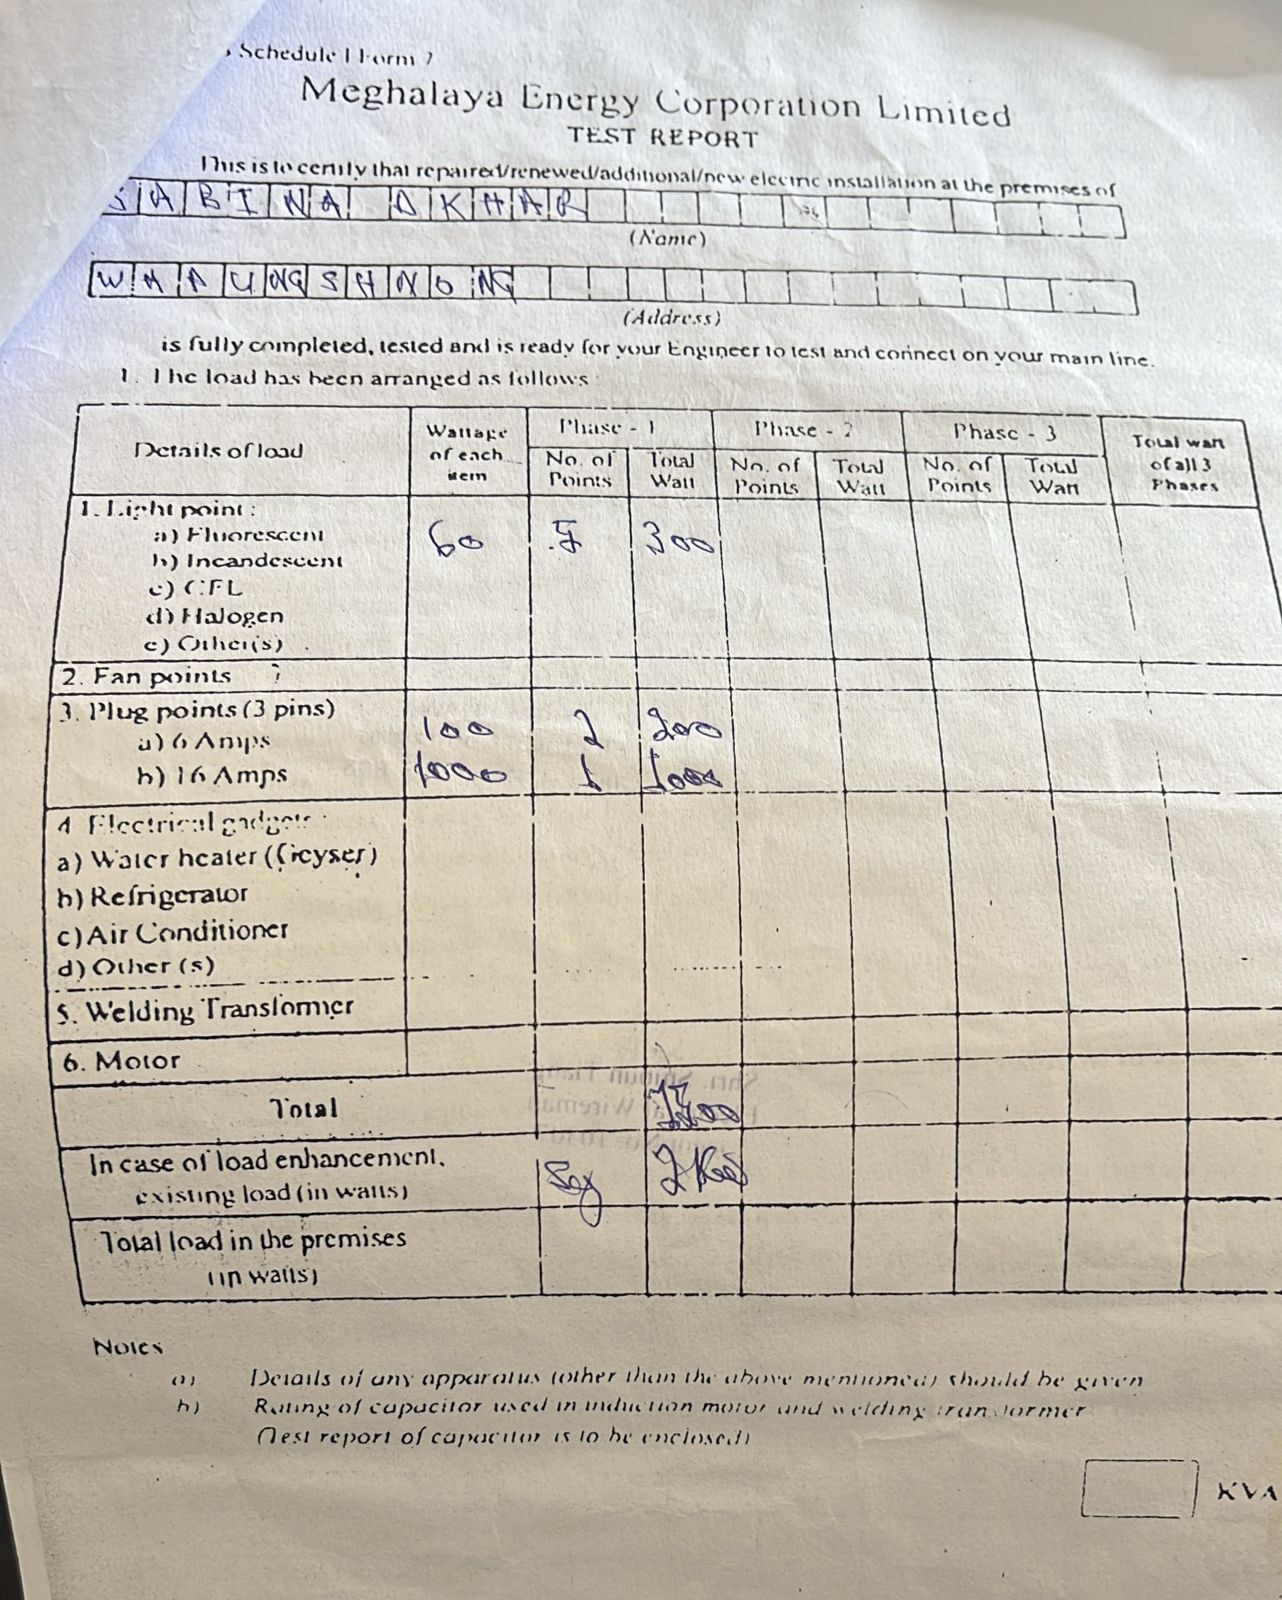 Schedule I Form 7
Meghalaya Energy Corporation Limited
TEST REPORT
This is to certify that repaired/renewed/additional/new electric installation at the premises of
SABINA DKHAR
(Name)
WAAUNGSHNONG
(Address)
is fully completed, tested and is ready for your Engineer to test and connect on your main line.
1. The load has been arranged as follows :
Details of load Wattage of each item Phase - 1 Phase - 2 Phase - 3 Total watt of all 3 Phases
No. of Points Total Watt No. of Points Total Watt No. of Points Total Watt
1. Light point :
a) Fluorescent 60 5 300
b) Incandescent
c) CFL
d) Halogen
e) Other(s)
2. Fan points
3. Plug points (3 pins)
a) 6 Amps 100 2 200
b) 16 Amps 1000 1 1000
4 Electrical gadgets :
a) Water heater (Geyser)
b) Refrigerator
c) Air Conditioner
d) Other (s)
5. Welding Transformer
6. Motor
Total 1500
In case of load enhancement,
existing load (in watts) Say 2 KW
Total load in the premises
(in watts)
Notes
a) Details of any apparatus (other than the above mentioned) should be given
b) Rating of capacitor used in induction motor and welding transformer
(Test report of capacitor is to be enclosed)
KVA